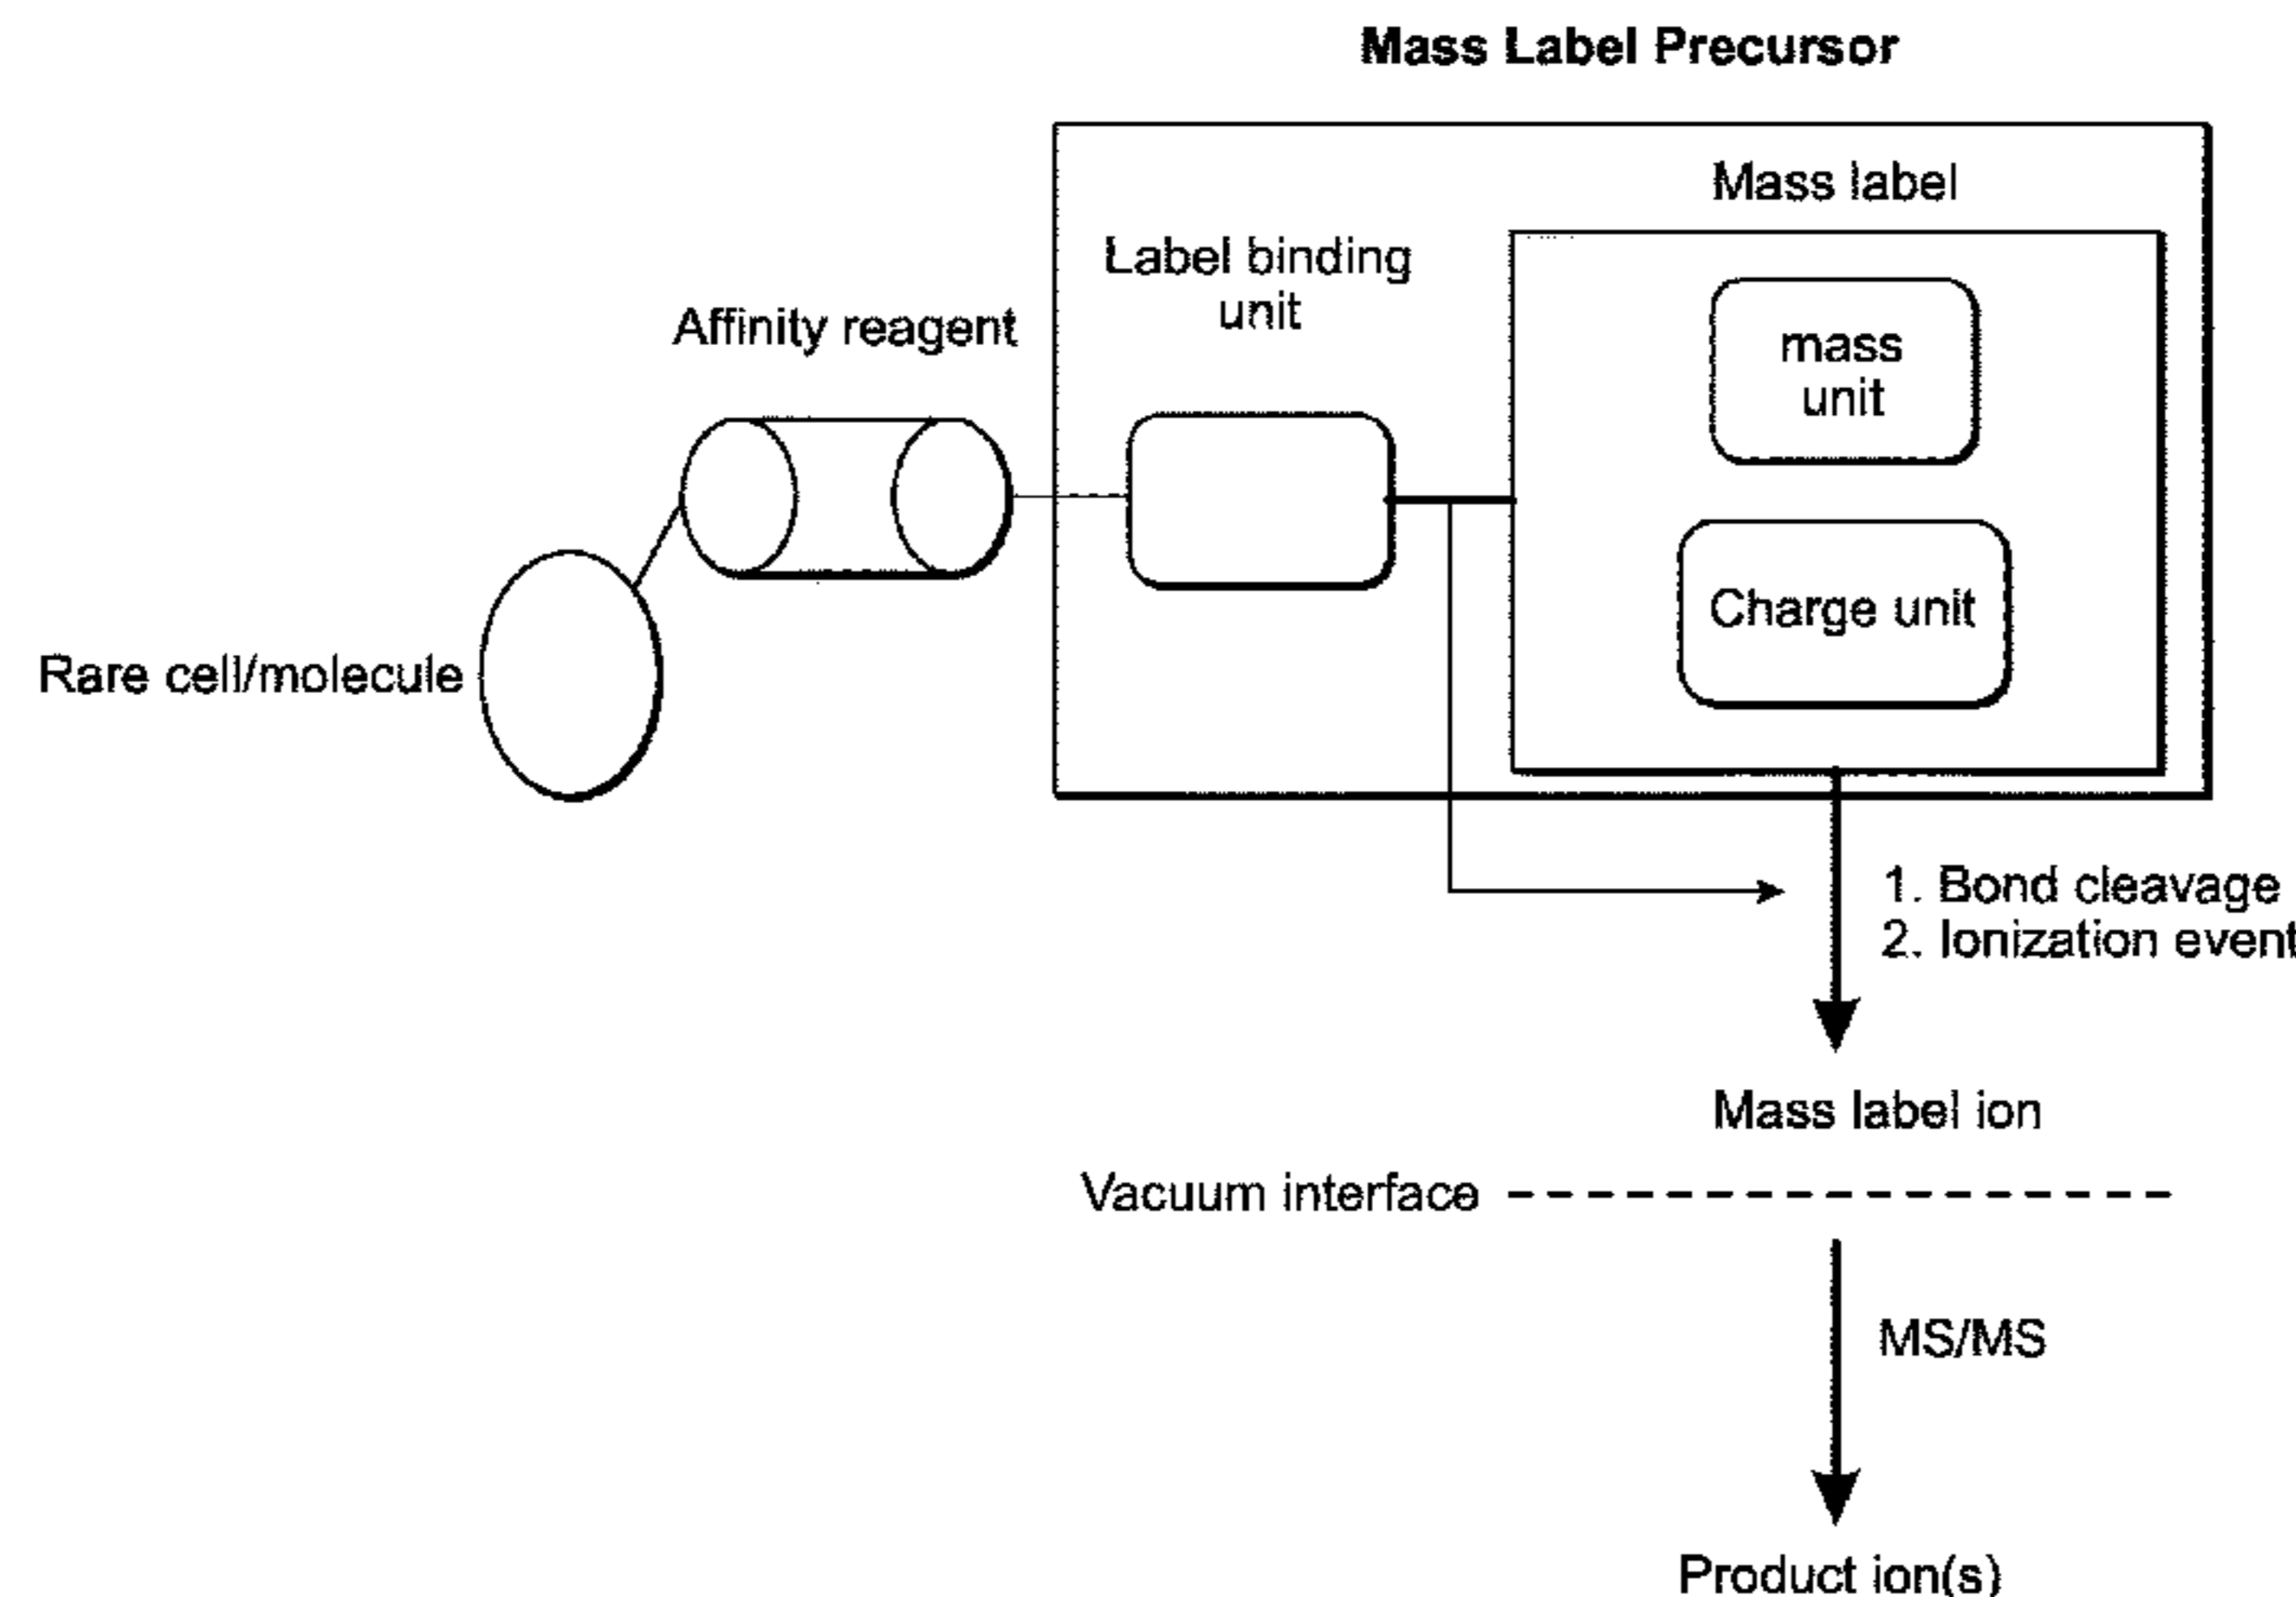 Mass Label Precursor
Mass label
Label binding
unit
Affinity reagent
mass
unit
Charge unit
Rare cell/molecule
1. Bond cleavage
2. Ionization event
Mass label ion
Vacuum interface
MS/MS
Product ion(s)